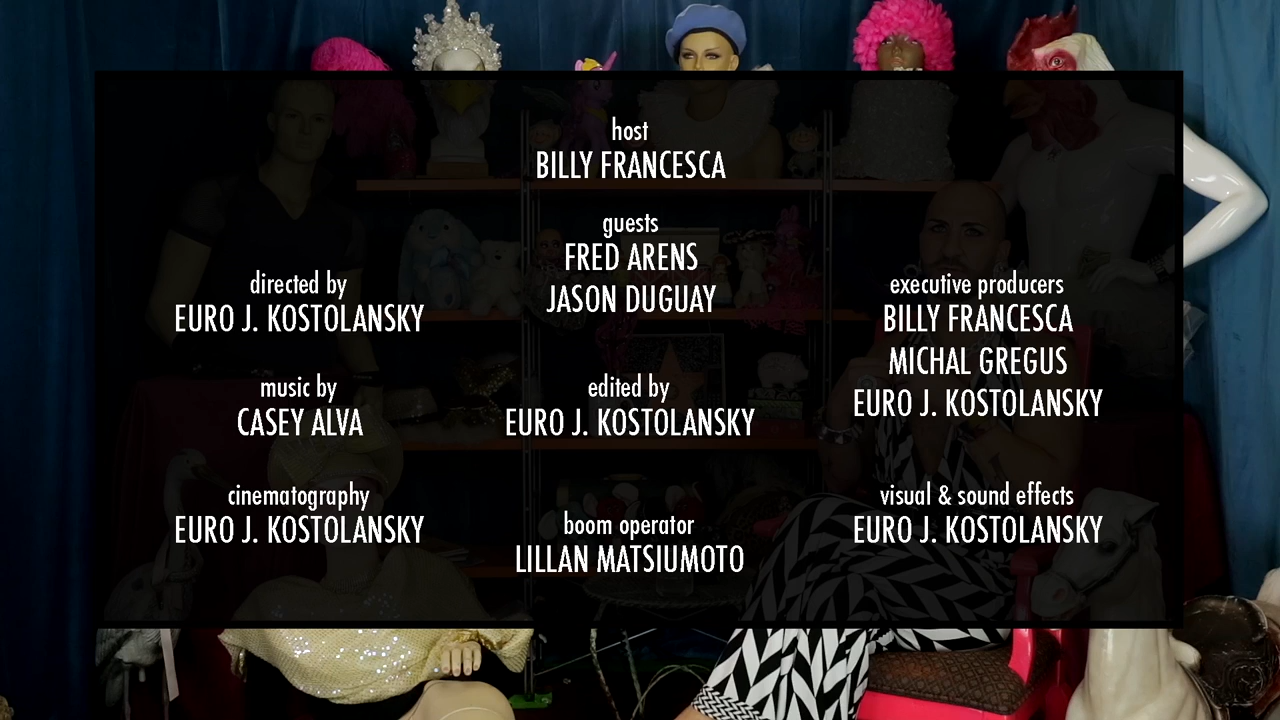 host
BILLY FRANCESCA
guests
FRED ARENS
JASON DUGUAY
directed by
EURO J. KOSTOLANSKY
music by
CASEY ALVA
cinematography
EURO J. KOSTOLANSKY
edited by
EURO J. KOSTOLANSKY
boom operator
LILLAN MATSIUMOTO
executive producers
BILLY FRANCESCA
MICHAL GREGUS
EURO J. KOSTOLANSKY
visual & sound effects
EURO J. KOSTOLANSKY